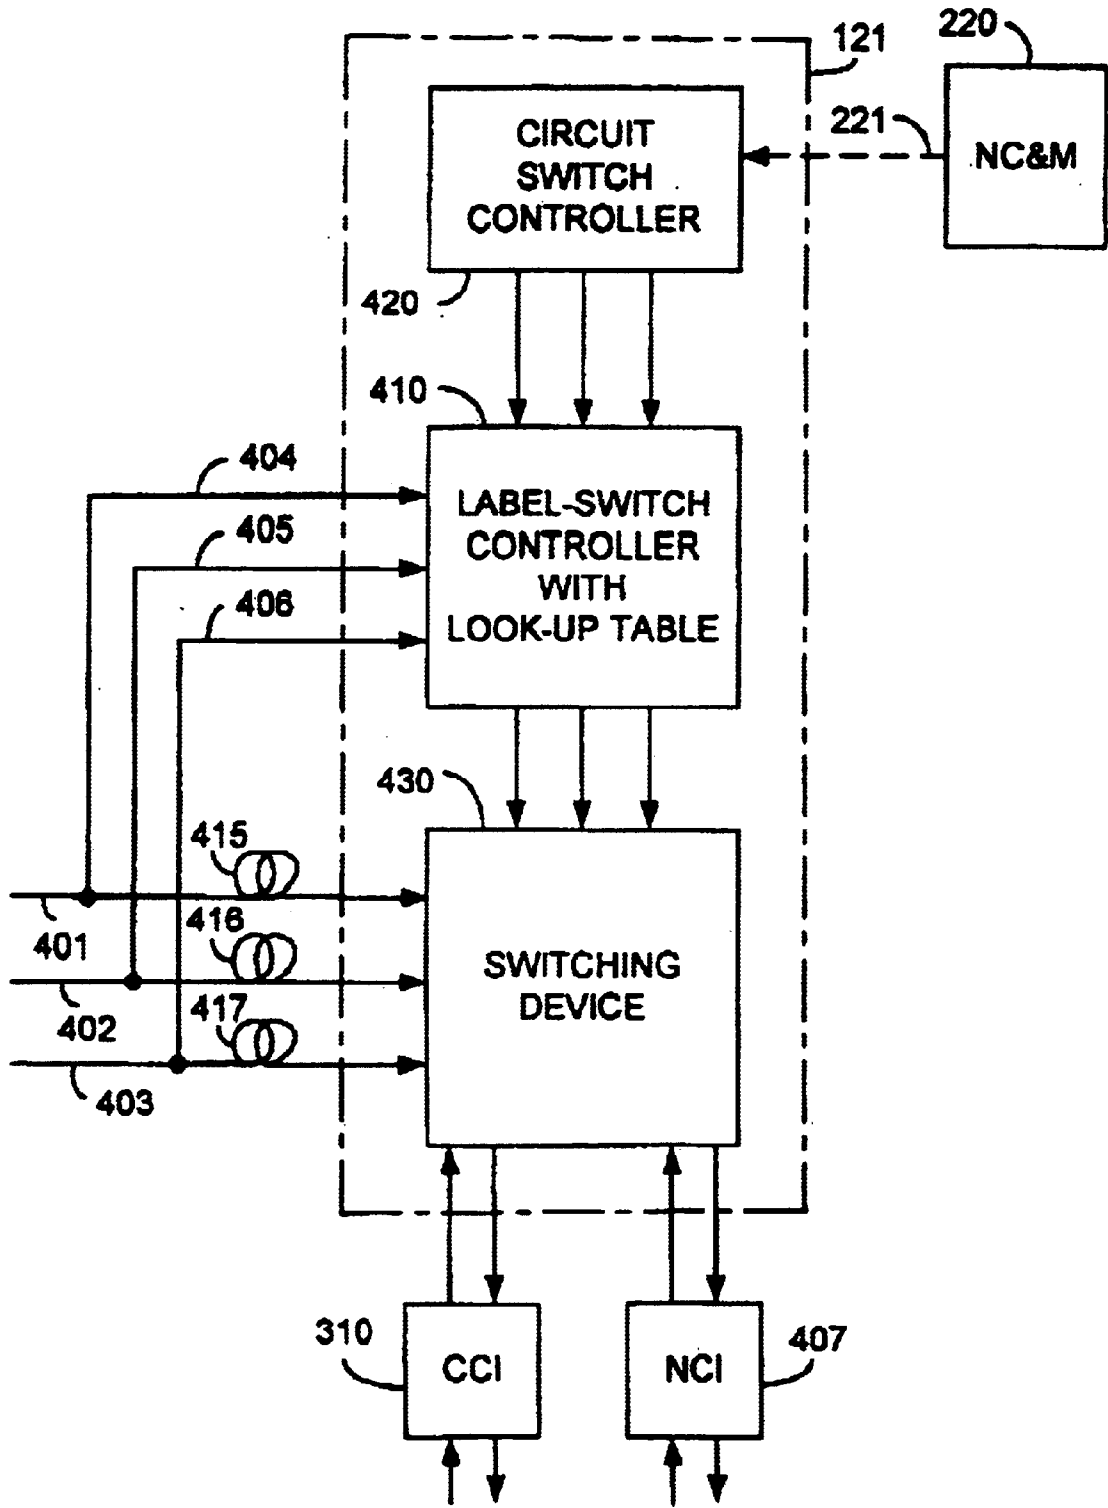 220
121
CIRCUIT
SWITCH
CONTROLLER
221
NC&M
420
410
404
LABEL-SWITCH
CONTROLLER
WITH
LOOK-UP TABLE
405
406
430
415
401
416
SWITCHING
DEVICE
402
417
403
310
CCI
NCI
407